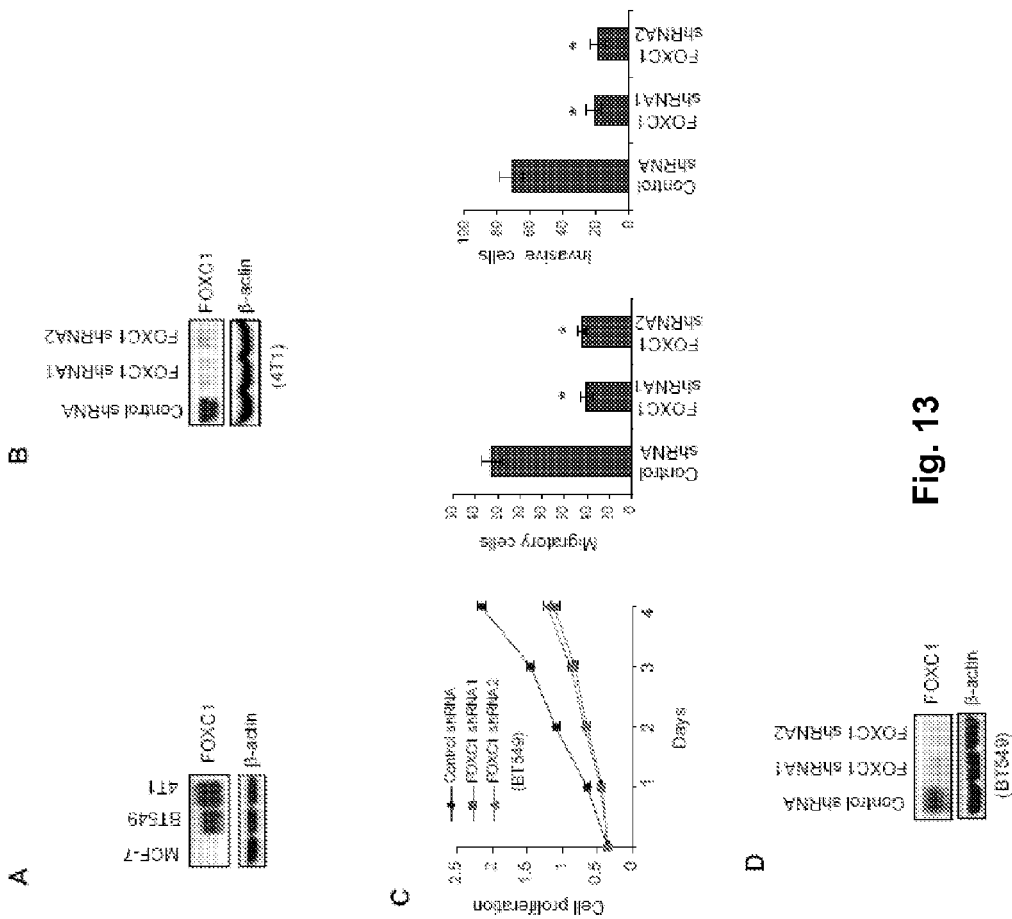 A
MCF-7
BT549
4T1
FOXC1
β-actin
B
Control shRNA
FOXC1 shRNA1
FOXC1 shRNA2
FOXC1
β-actin
(4T1)
C
Cell proliferation
2.5
2
1.5
1
0.5
0
Control shRNA
FOXC1 shRNA1
FOXC1 shRNA2
(BT549)
1
2
3
4
Days
Migratory cells
0
Control
shRNA
FOXC1
shRNA1
FOXC1
shRNA2
*
*
Invasive cells
100
80
60
40
20
0
Control
shRNA
FOXC1
shRNA1
FOXC1
shRNA2
*
*
D
Control shRNA
FOXC1 shRNA1
FOXC1 shRNA2
FOXC1
β-actin
(BT549)
Fig. 13